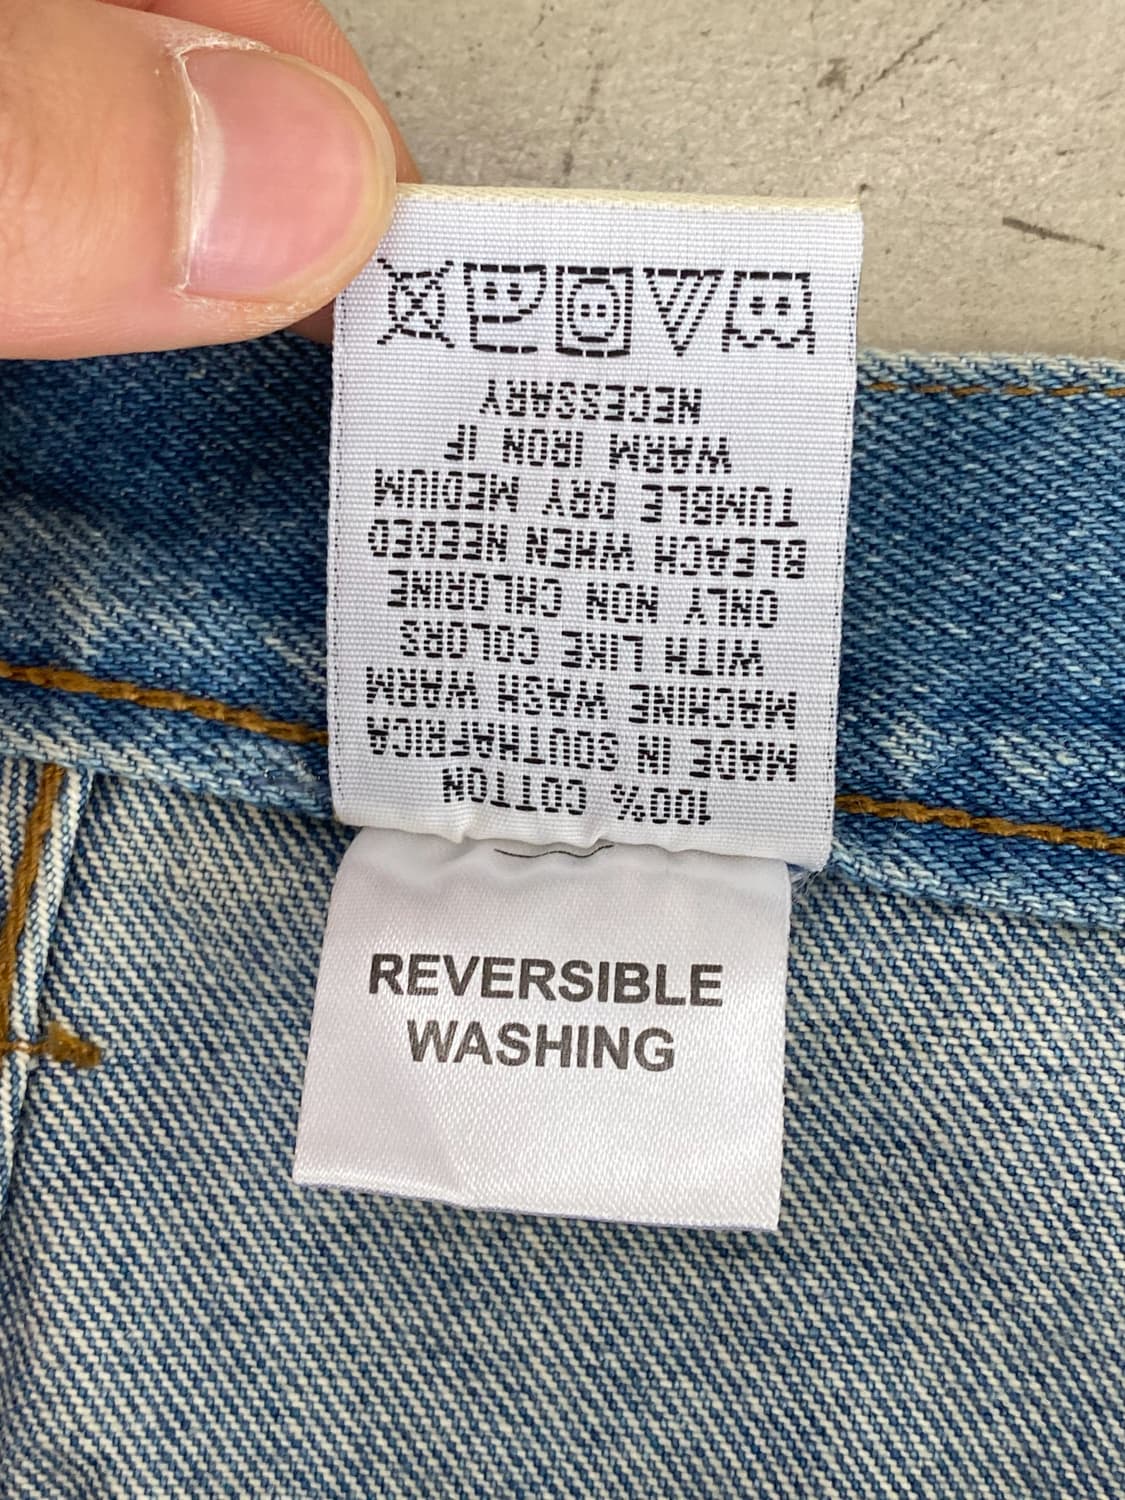 100% COTTON
MADE IN SOUTHAFRICA
MACHINE WASH WARM
WITH LIKE COLORS
ONLY NON CHLORINE
BLEACH WHEN NEEDED
TUMBLE DRY MEDIUM
WARM IRON IF
NECESSARY
REVERSIBLE
WASHING